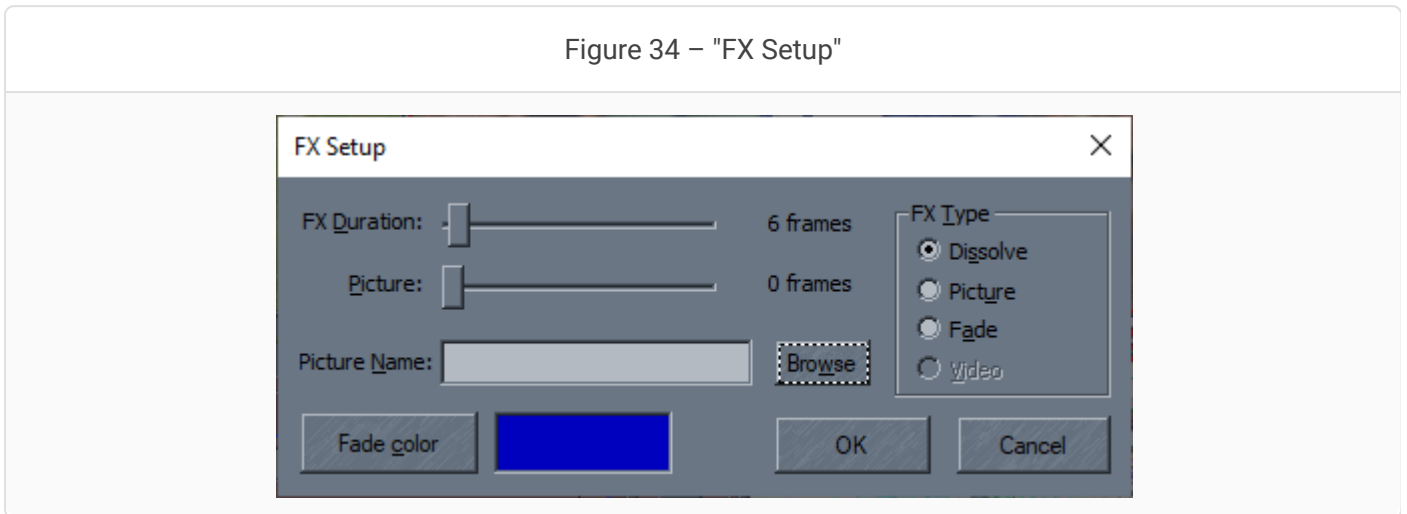 Figure 34 – "FX Setup"
FX Setup
FX Duration: 6 frames
Picture: 0 frames
Picture Name: Browse
Fade color
OK Cancel
FX Type
Dissolve
Picture
Fade
Video